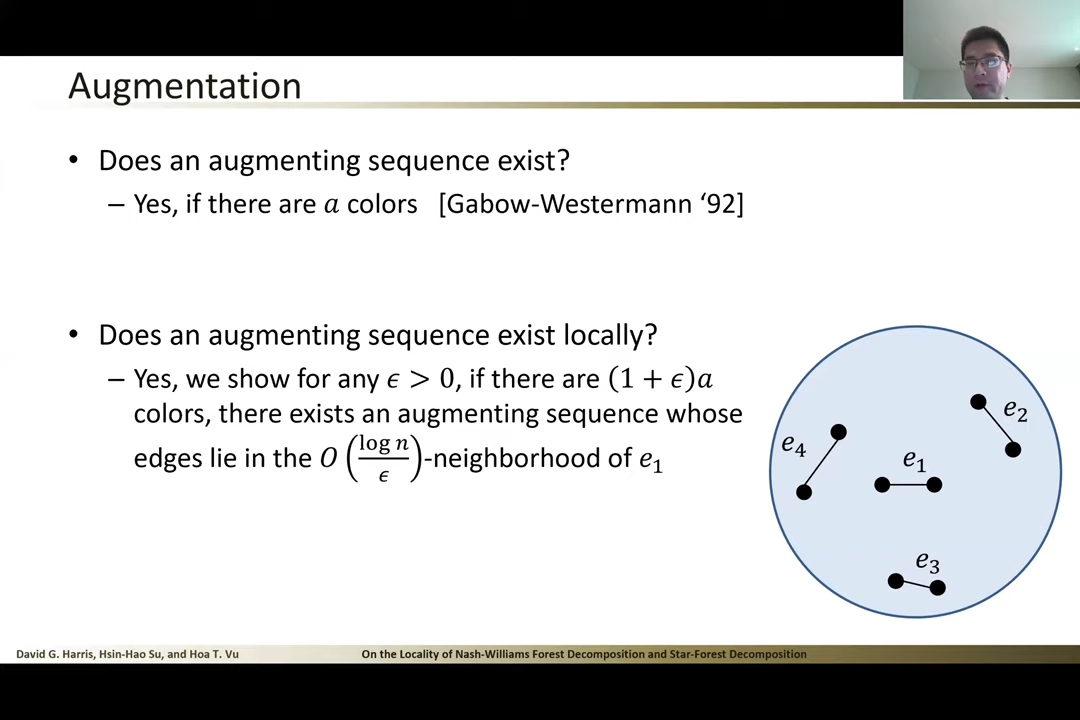 Augmentation
• Does an augmenting sequence exist?
– Yes, if there are 𝑎 colors [Gabow-Westermann ‘92]
• Does an augmenting sequence exist locally?
– Yes, we show for any 𝜖 > 0, if there are (1 + 𝜖)𝑎
colors, there exists an augmenting sequence whose
edges lie in the 𝑂(log 𝑛/𝜖)-neighborhood of 𝑒₁
𝑒₂
𝑒₄
𝑒₁
𝑒₃
David G. Harris, Hsin-Hao Su, and Hoa T. Vu
On the Locality of Nash-Williams Forest Decomposition and Star-Forest Decomposition